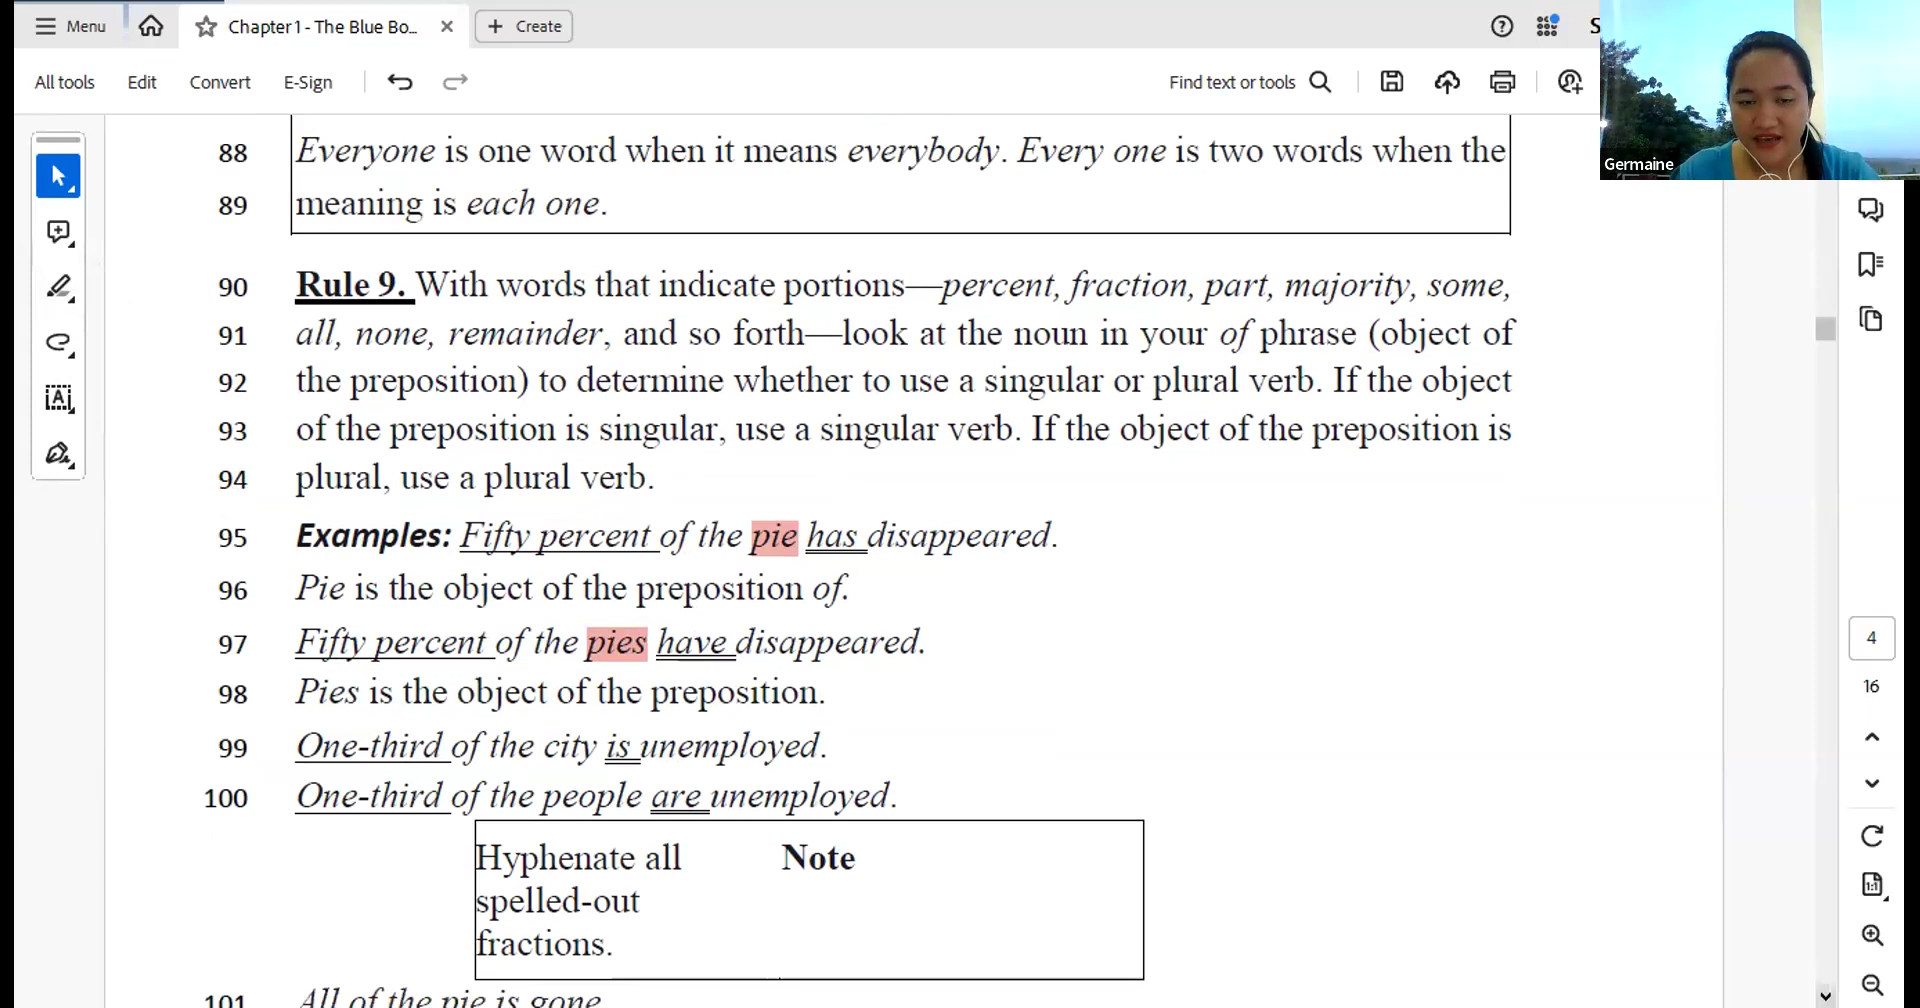 Menu
Chapter1 - The Blue Bo...
Create
All tools
Edit
Convert
E-Sign
Find text or tools
Germaine
88 Everyone is one word when it means everybody. Every one is two words when the
89 meaning is each one.
90 Rule 9. With words that indicate portions—percent, fraction, part, majority, some,
91 all, none, remainder, and so forth—look at the noun in your of phrase (object of
92 the preposition) to determine whether to use a singular or plural verb. If the object
93 of the preposition is singular, use a singular verb. If the object of the preposition is
94 plural, use a plural verb.
95 Examples: Fifty percent of the pie has disappeared.
96 Pie is the object of the preposition of.
97 Fifty percent of the pies have disappeared.
98 Pies is the object of the preposition.
99 One-third of the city is unemployed.
100 One-third of the people are unemployed.
Hyphenate all Note
spelled-out
fractions.
101 All of the pie is gone
4
16